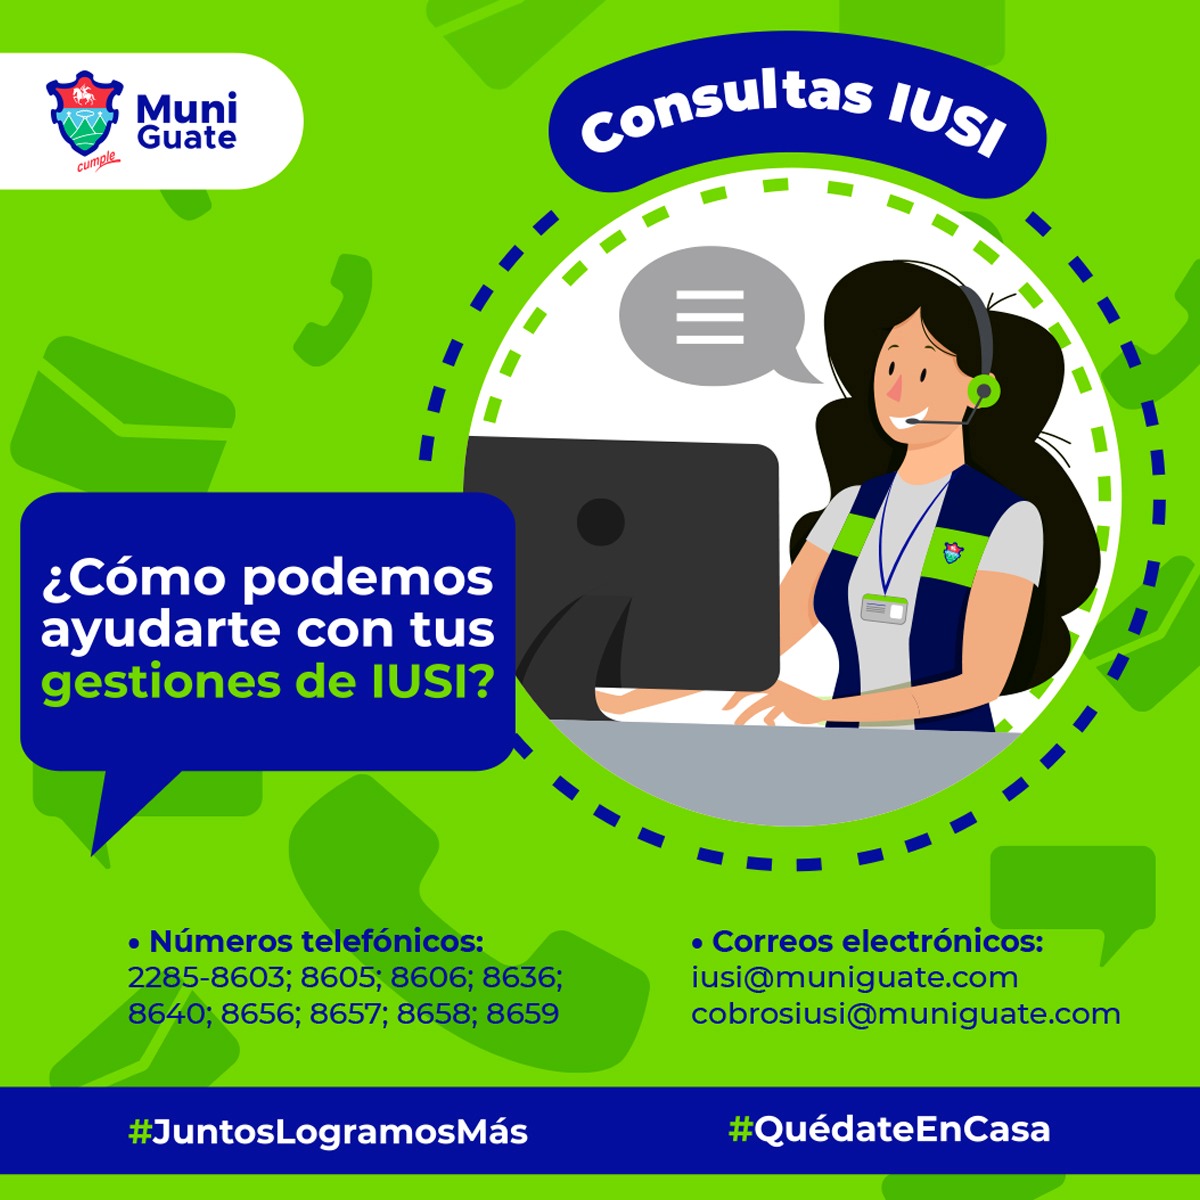 Muni
Guate
cumple
Consultas IUSI
¿Cómo podemos
ayudarte con tus
gestiones de IUSI?
• Números telefónicos:
2285-8603; 8605; 8606; 8636;
8640; 8656; 8657; 8658; 8659
• Correos electrónicos:
iusi@muniguate.com
cobrosiusi@muniguate.com
#JuntosLogramosMás
#QuédateEnCasa